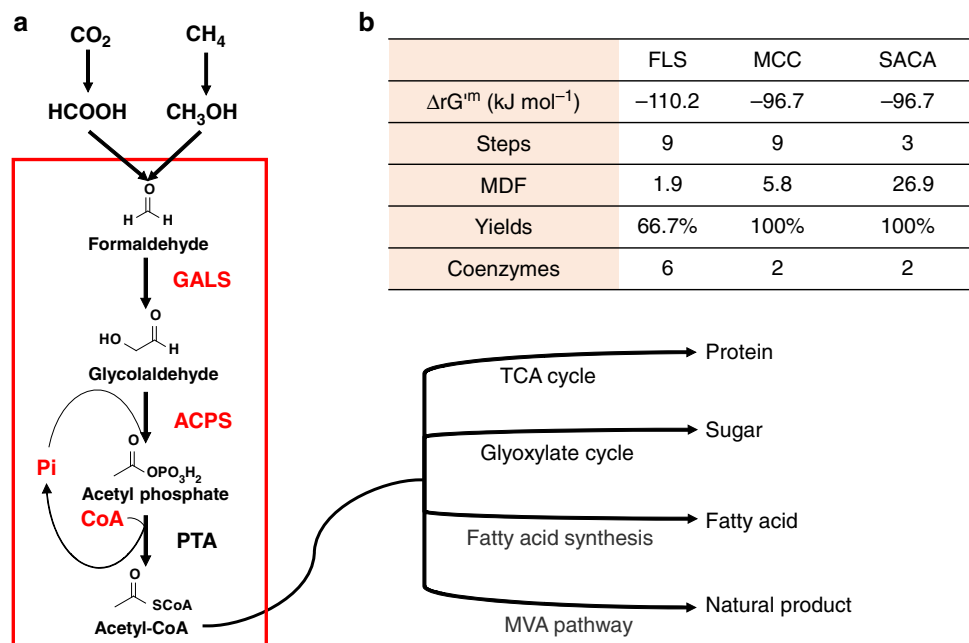 a
CO2
CH4
HCOOH
CH3OH
O
H H
Formaldehyde
GALS
O
HO
H
Glycolaldehyde
ACPS
O
OPO3H2
Pi
Acetyl phosphate
CoA
PTA
O
SCoA
Acetyl-CoA
b
FLS MCC SACA
ΔrG'm (kJ mol−1) −110.2 −96.7 −96.7
Steps 9 9 3
MDF 1.9 5.8 26.9
Yields 66.7% 100% 100%
Coenzymes 6 2 2
Protein
TCA cycle
Sugar
Glyoxylate cycle
Fatty acid
Fatty acid synthesis
Natural product
MVA pathway